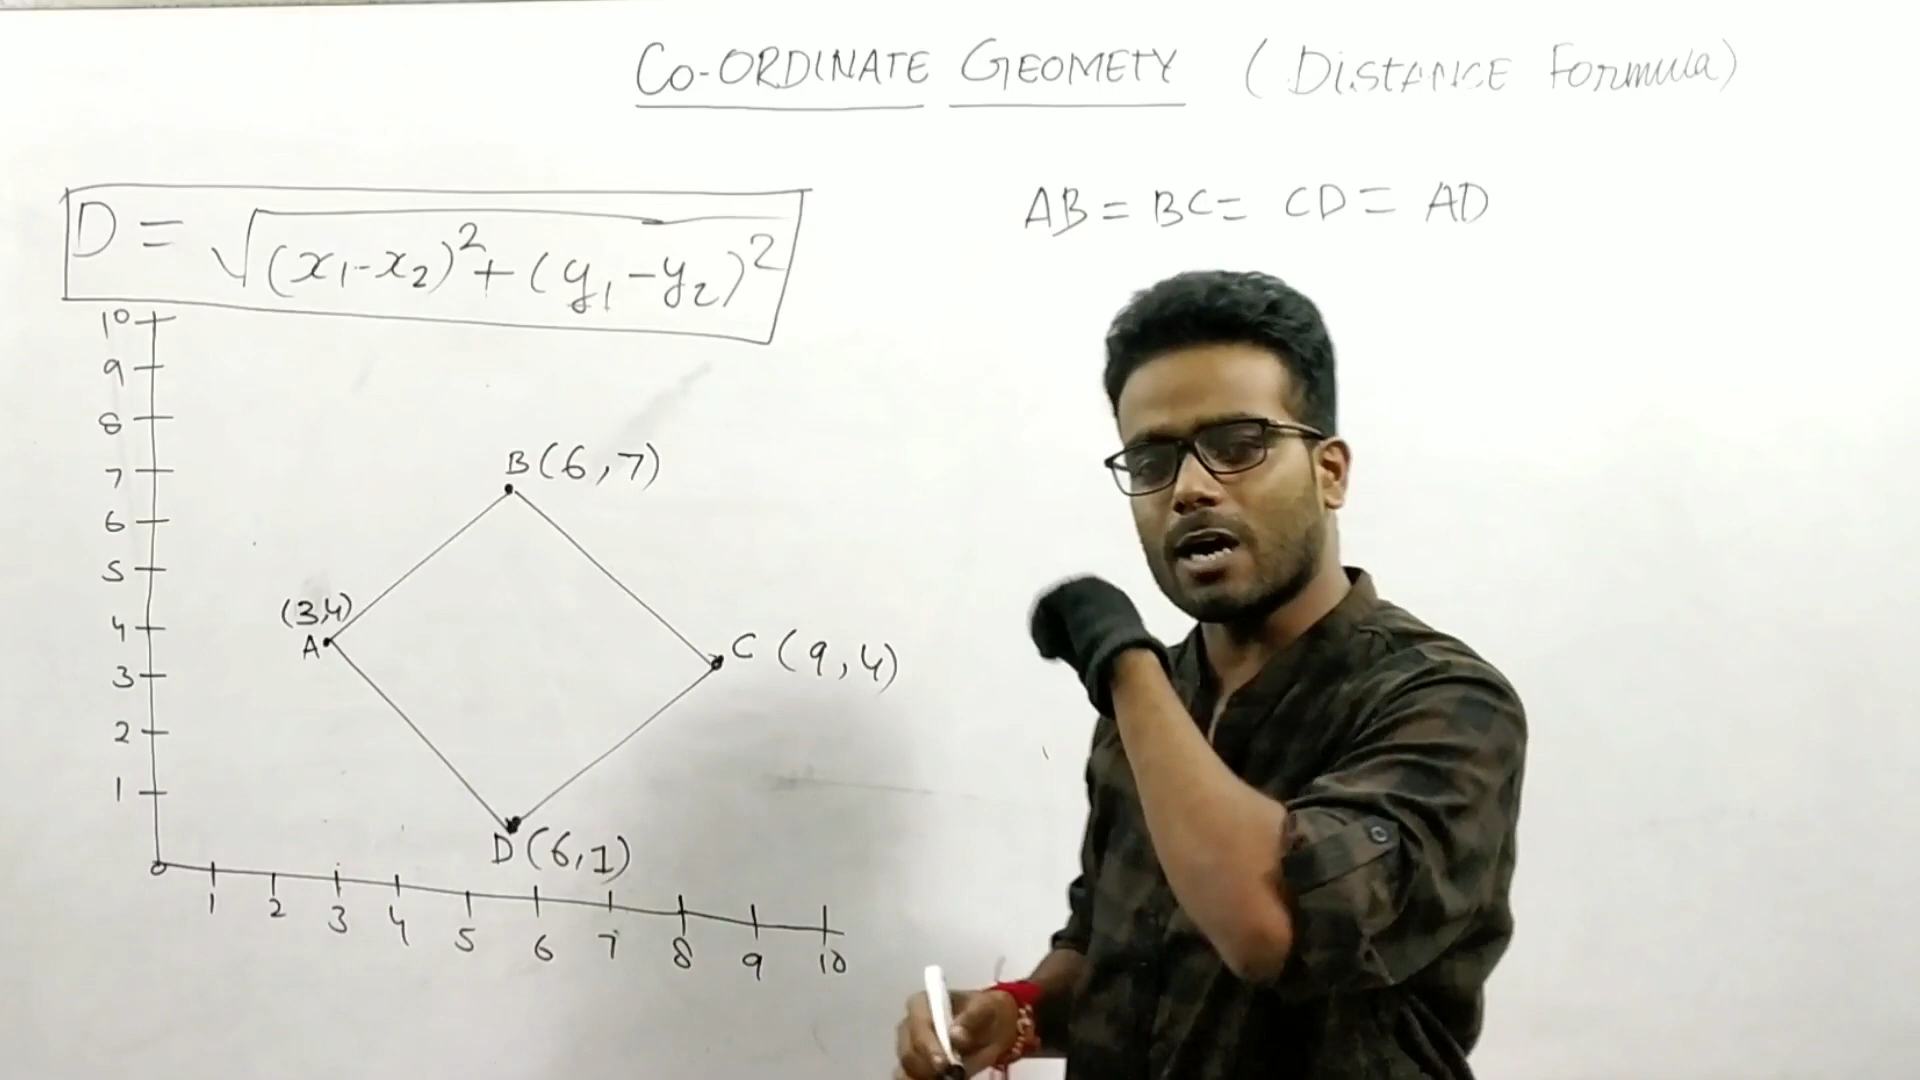 CO-ORDINATE GEOMETY (DiSTANCE Formula)
D = √(x₁-x₂)²+(y₁-y₂)²
AB = BC = CD = AD
10
9
8
7
6
5
4
3
2
1
B(6,7)
(3,4)
A
C (9,4)
D(6,1)
0
1 2 3 4 5 6 7 8 9 10